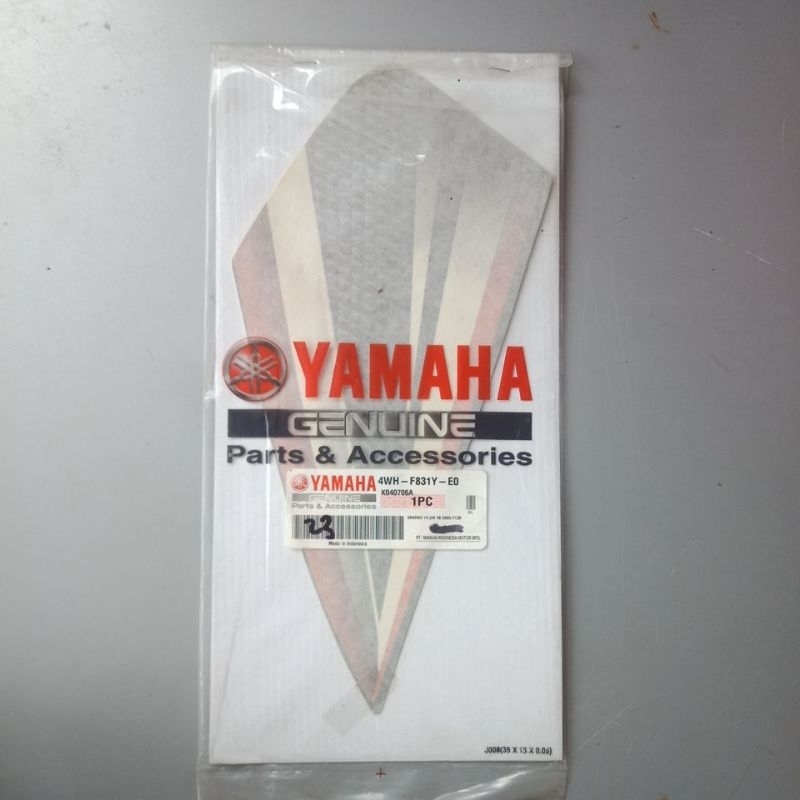 YAMAHA
GENUINE
Parts & Accessories
YAMAHA
GENUINE
Parts & Accessories
4WH-F831Y-E0
K040706A
1PC
23
Made in Indonesia
PT. YAMAHA INDONESIA MOTOR MFG.
J008(35 X 15 X 0.05)